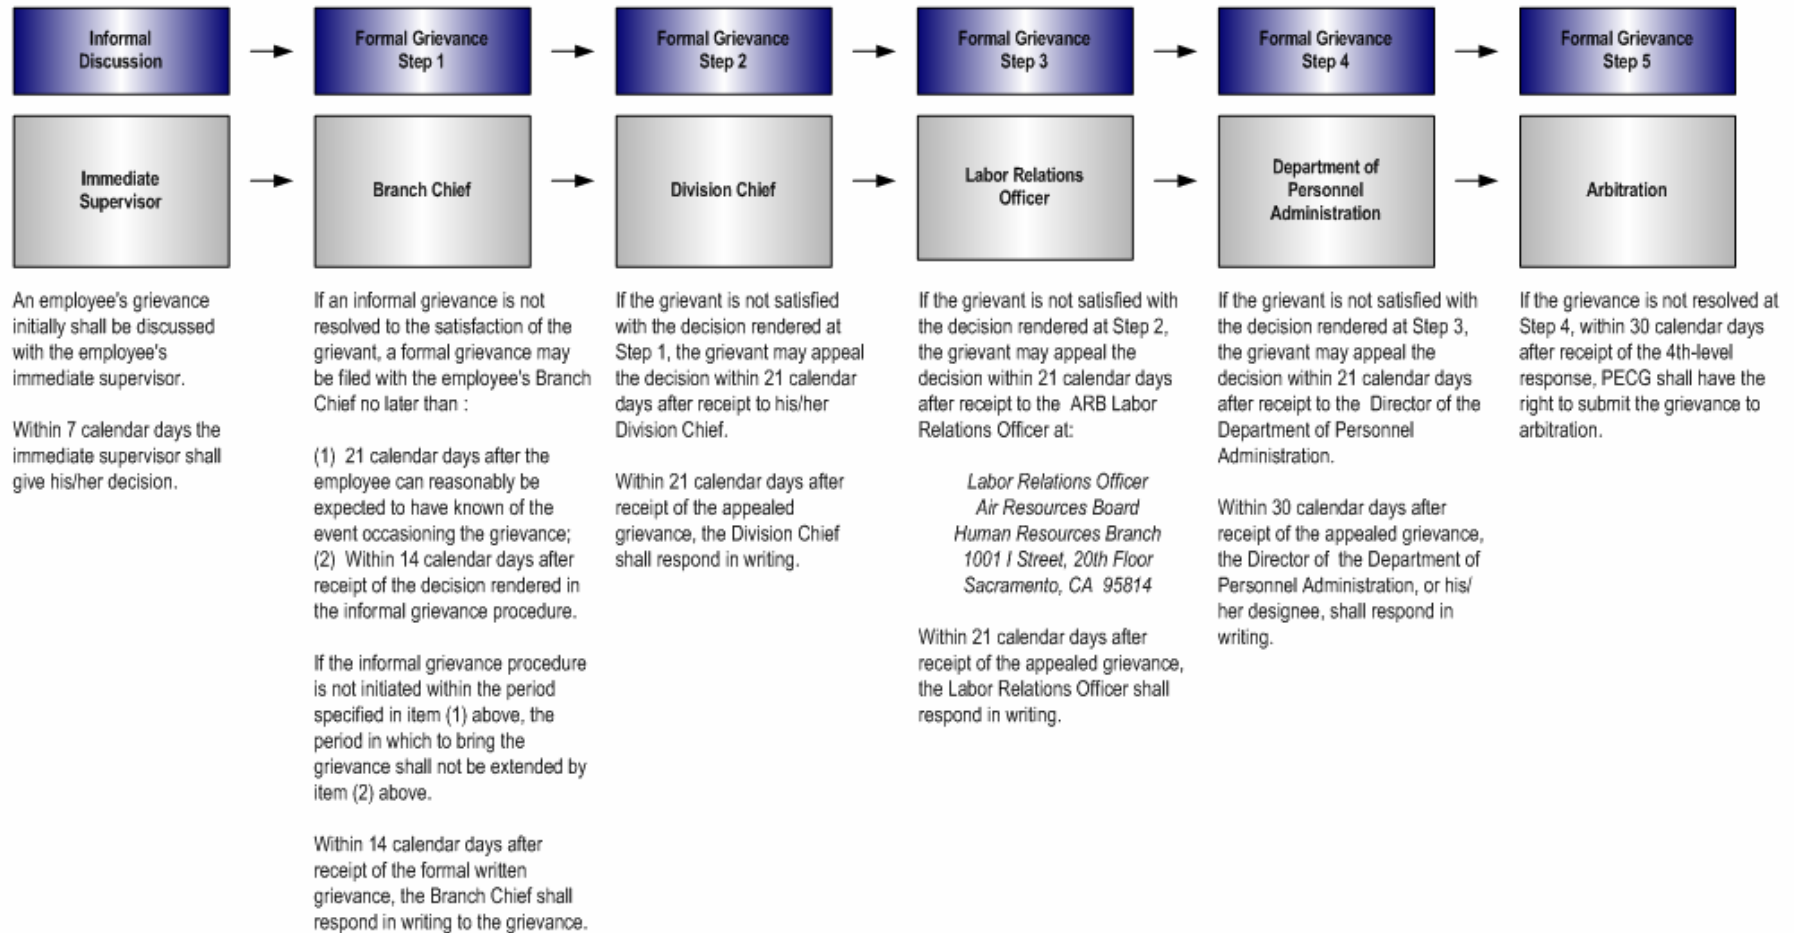 Informal
Discussion
Formal Grievance
Step 1
Formal Grievance
Step 2
Formal Grievance
Step 3
Formal Grievance
Step 4
Formal Grievance
Step 5
Immediate
Supervisor
Branch Chief
Division Chief
Labor Relations
Officer
Department of
Personnel
Administration
Arbitration
An employee's grievance
initially shall be discussed
with the employee's
immediate supervisor.
Within 7 calendar days the
immediate supervisor shall
give his/her decision.
If an informal grievance is not
resolved to the satisfaction of the
grievant, a formal grievance may
be filed with the employee's Branch
Chief no later than :
(1) 21 calendar days after the
employee can reasonably be
expected to have known of the
event occasioning the grievance;
(2) Within 14 calendar days after
receipt of the decision rendered in
the informal grievance procedure.
If the informal grievance procedure
is not initiated within the period
specified in item (1) above, the
period in which to bring the
grievance shall not be extended by
item (2) above.
Within 14 calendar days after
receipt of the formal written
grievance, the Branch Chief shall
respond in writing to the grievance.
If the grievant is not satisfied
with the decision rendered at
Step 1, the grievant may appeal
the decision within 21 calendar
days after receipt to his/her
Division Chief.
Within 21 calendar days after
receipt of the appealed
grievance, the Division Chief
shall respond in writing.
If the grievant is not satisfied with
the decision rendered at Step 2,
the grievant may appeal the
decision within 21 calendar days
after receipt to the ARB Labor
Relations Officer at:
Labor Relations Officer
Air Resources Board
Human Resources Branch
1001 I Street, 20th Floor
Sacramento, CA 95814
Within 21 calendar days after
receipt of the appealed grievance,
the Labor Relations Officer shall
respond in writing.
If the grievant is not satisfied with
the decision rendered at Step 3,
the grievant may appeal the
decision within 21 calendar days
after receipt to the Director of the
Department of Personnel
Administration.
Within 30 calendar days after
receipt of the appealed grievance,
the Director of the Department of
Personnel Administration, or his/
her designee, shall respond in
writing.
If the grievance is not resolved at
Step 4, within 30 calendar days
after receipt of the 4th-level
response, PECG shall have the
right to submit the grievance to
arbitration.